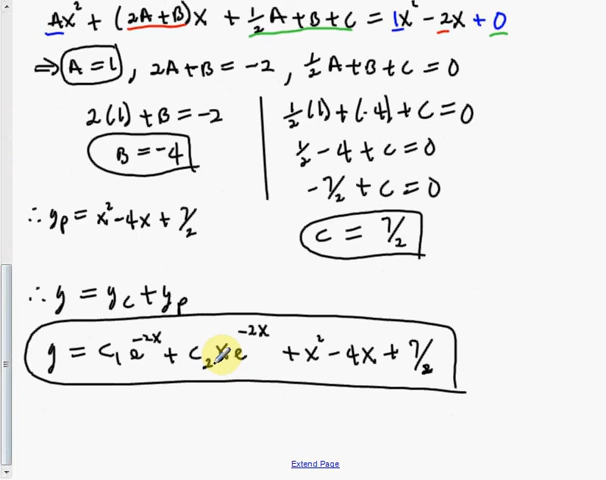 Ax² + (2A+B)x + ½A + B + C = 1x² - 2x + 0
⇒ A = 1, 2A + B = -2, ½A + B + C = 0
2(1) + B = -2
B = -4
½(1) + (-4) + C = 0
½ - 4 + C = 0
-7/2 + C = 0
C = 7/2
∴ yp = x² - 4x + 7/2
∴ y = yc + yp
y = c₁e^-2x + c₂xe^-2x + x² - 4x + 7/2
Extend Page